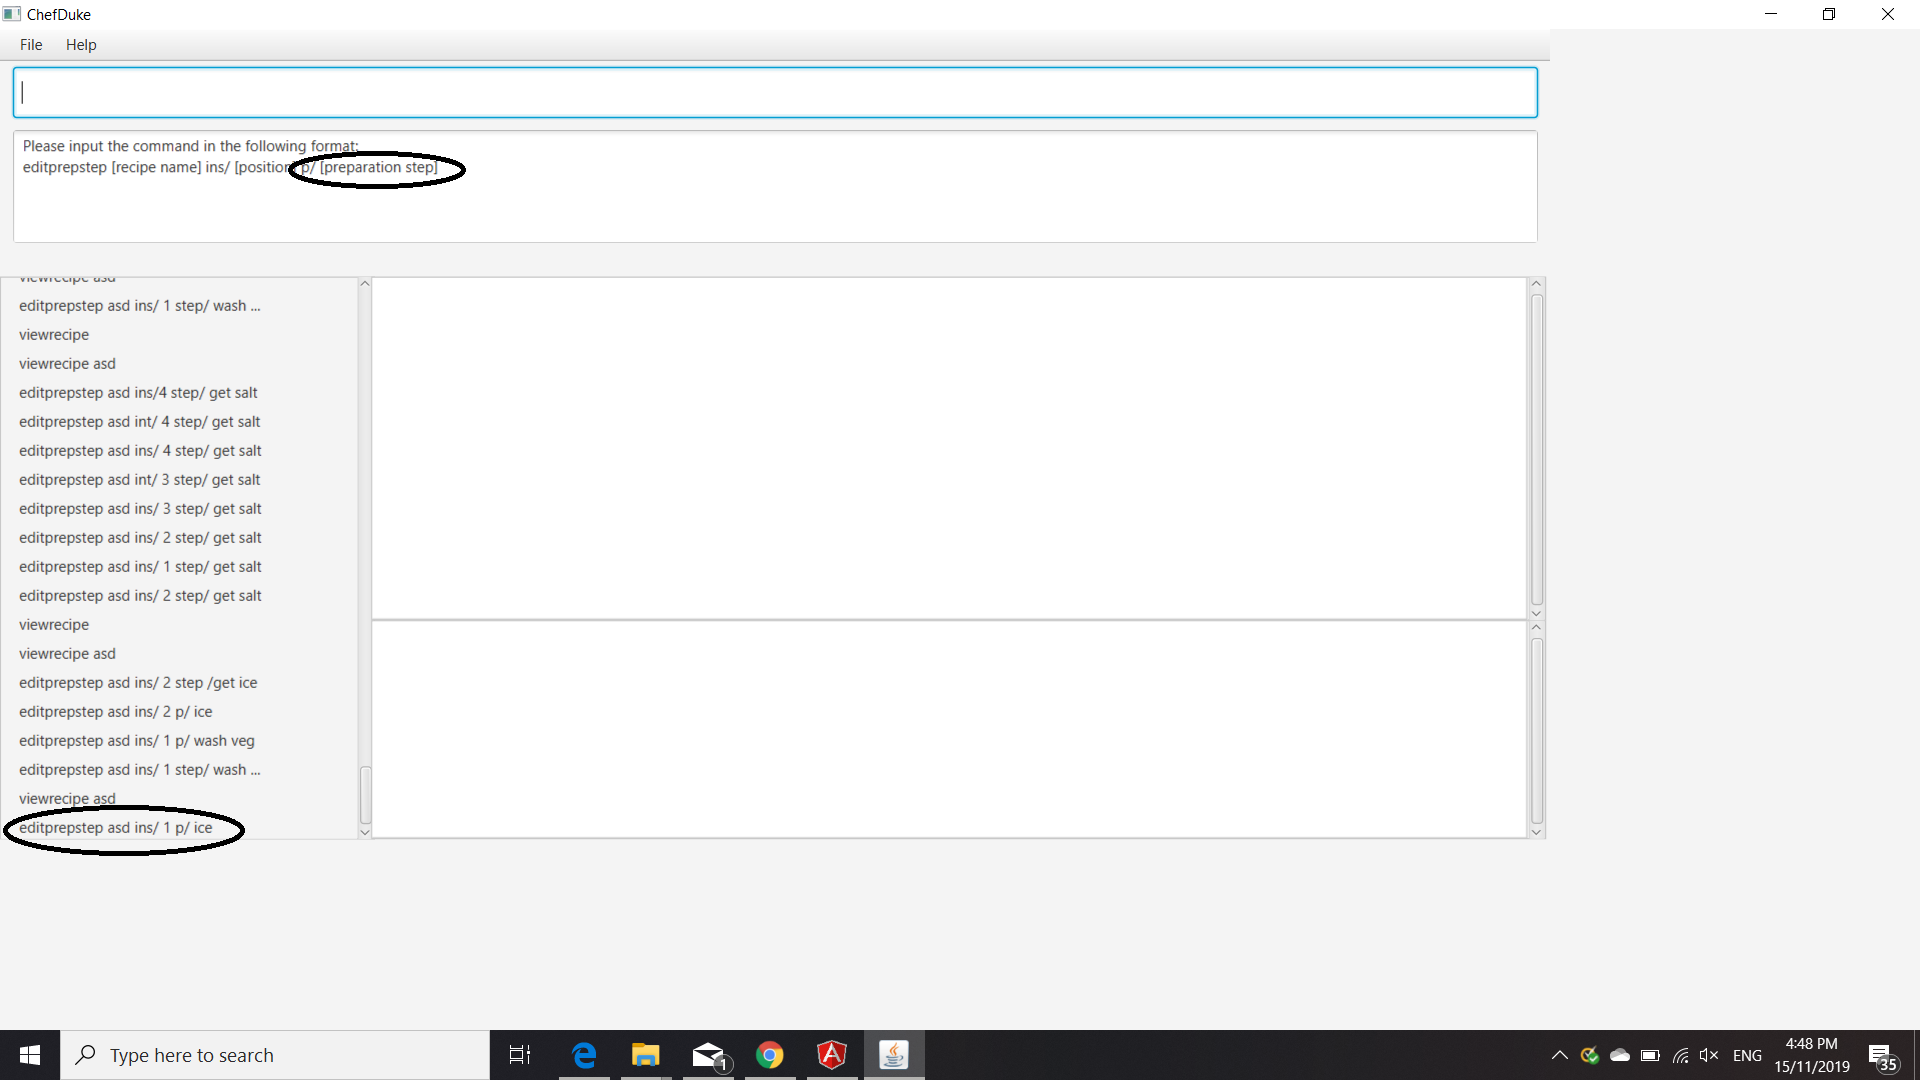 ChefDuke
File Help
Please input the command in the following format:
editprepstep [recipe name] ins/ [position] p/ [preparation step]
viewrecipe asd
editprepstep asd ins/ 1 step/ wash ...
viewrecipe
viewrecipe asd
editprepstep asd ins/4 step/ get salt
editprepstep asd int/ 4 step/ get salt
editprepstep asd ins/ 4 step/ get salt
editprepstep asd int/ 3 step/ get salt
editprepstep asd ins/ 3 step/ get salt
editprepstep asd ins/ 2 step/ get salt
editprepstep asd ins/ 1 step/ get salt
editprepstep asd ins/ 2 step/ get salt
viewrecipe
viewrecipe asd
editprepstep asd ins/ 2 step /get ice
editprepstep asd ins/ 2 p/ ice
editprepstep asd ins/ 1 p/ wash veg
editprepstep asd ins/ 1 step/ wash ...
viewrecipe asd
editprepstep asd ins/ 1 p/ ice
Type here to search
1
ENG
4:48 PM
15/11/2019
35